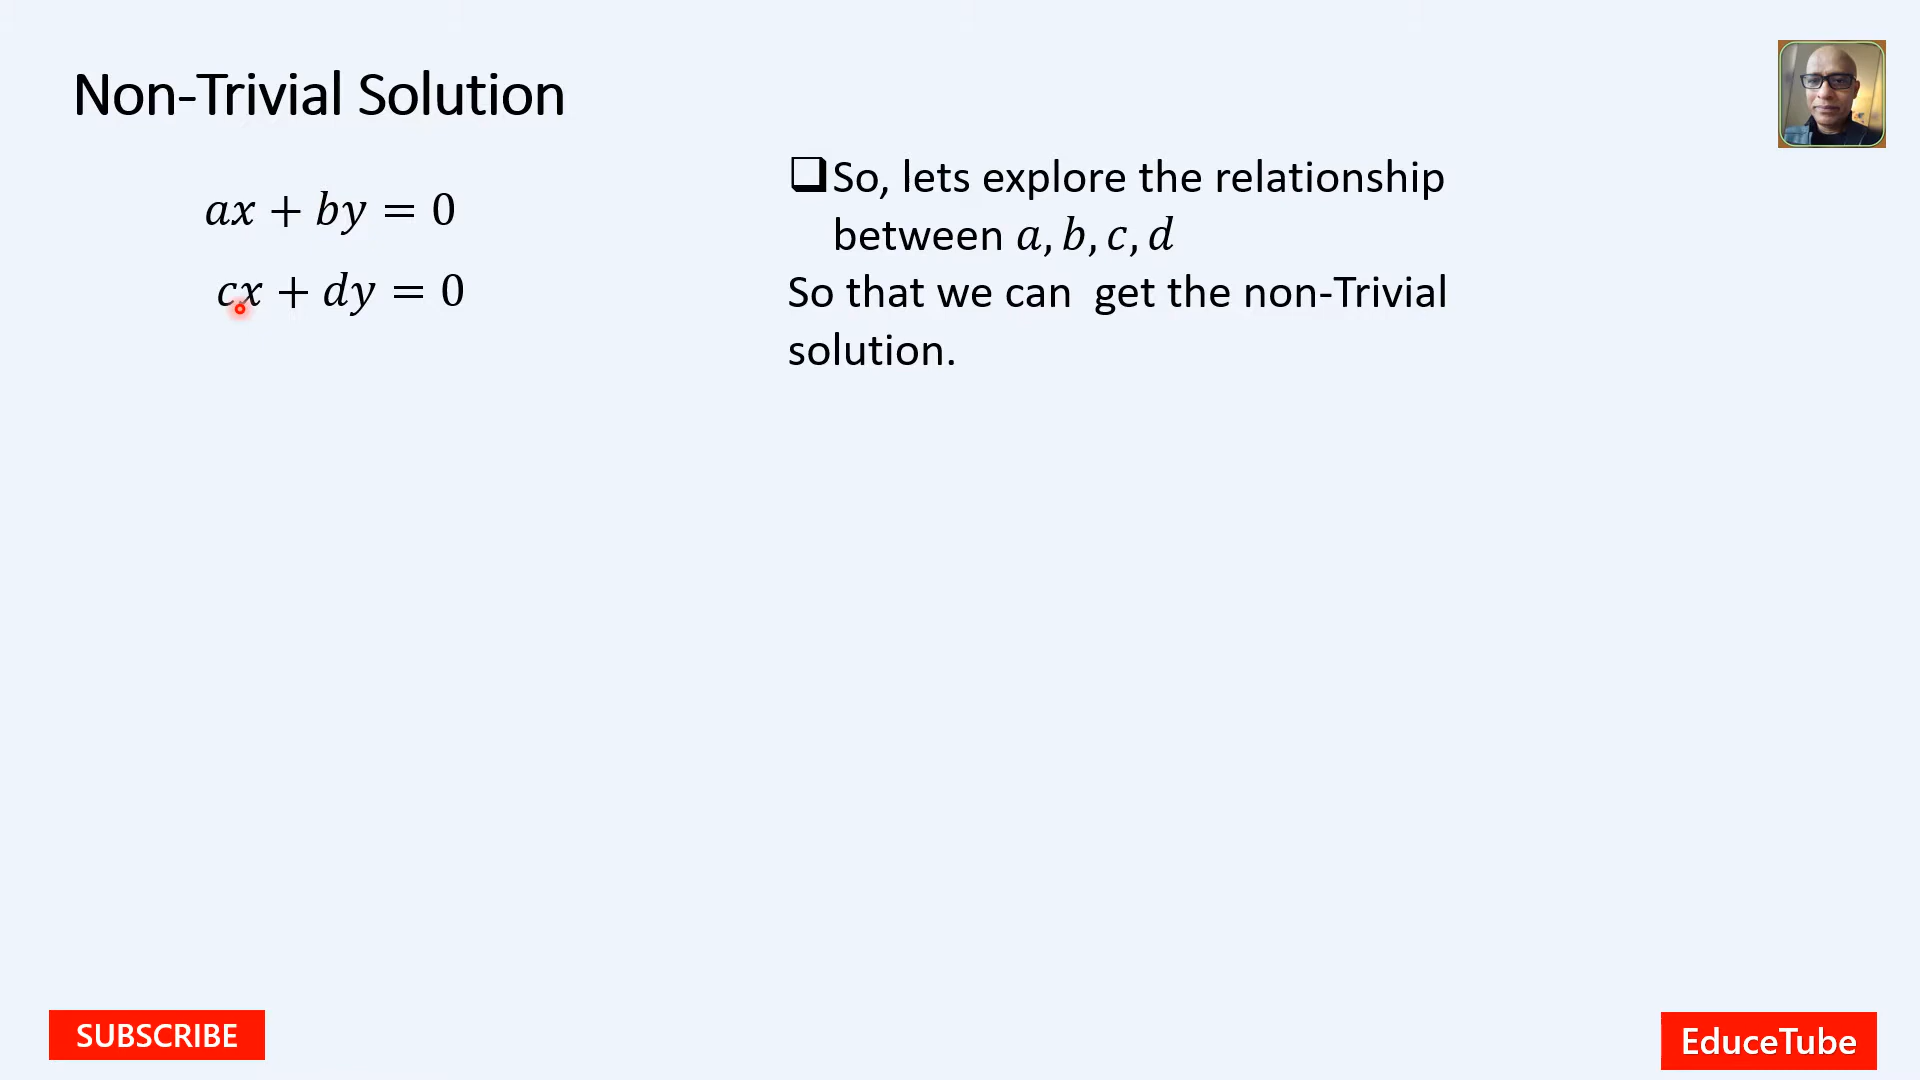 Non-Trivial Solution
ax + by = 0
cx + dy = 0
❑So, lets explore the relationship
between a, b, c, d
So that we can get the non-Trivial
solution.
SUBSCRIBE
EduceTube